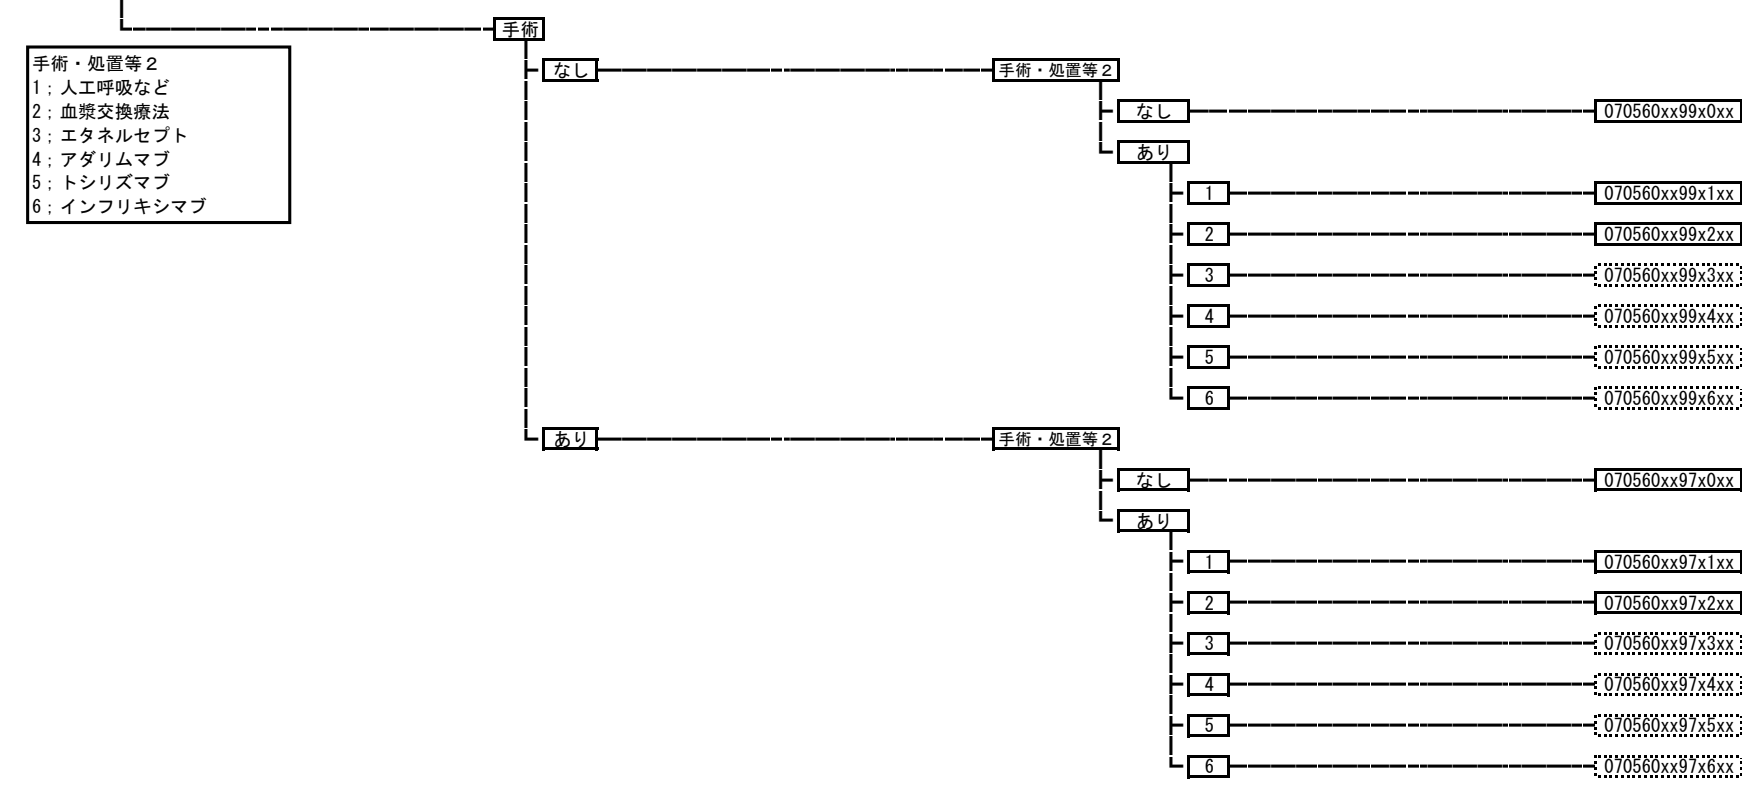 手術
手術・処置等２
1；人工呼吸など
2；血漿交換療法
3；エタネルセプト
4；アダリムマブ
5；トシリズマブ
6；インフリキシマブ
なし
手術・処置等２
なし
070560xx99x0xx
あり
1
070560xx99x1xx
2
070560xx99x2xx
3
070560xx99x3xx
4
070560xx99x4xx
5
070560xx99x5xx
6
070560xx99x6xx
あり
手術・処置等２
なし
070560xx97x0xx
あり
1
070560xx97x1xx
2
070560xx97x2xx
3
070560xx97x3xx
4
070560xx97x4xx
5
070560xx97x5xx
6
070560xx97x6xx